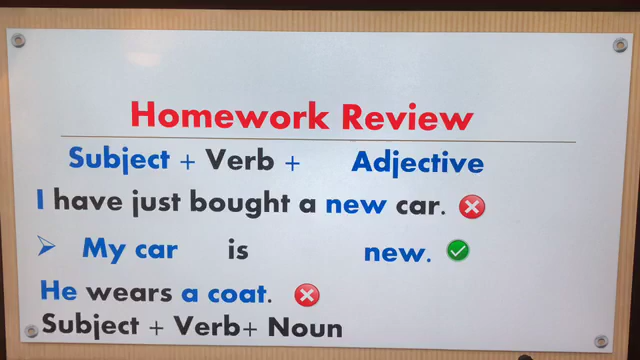 Homework Review
Subject + Verb + Adjective
I have just bought a new car.
My car is new.
He wears a coat.
Subject + Verb+ Noun